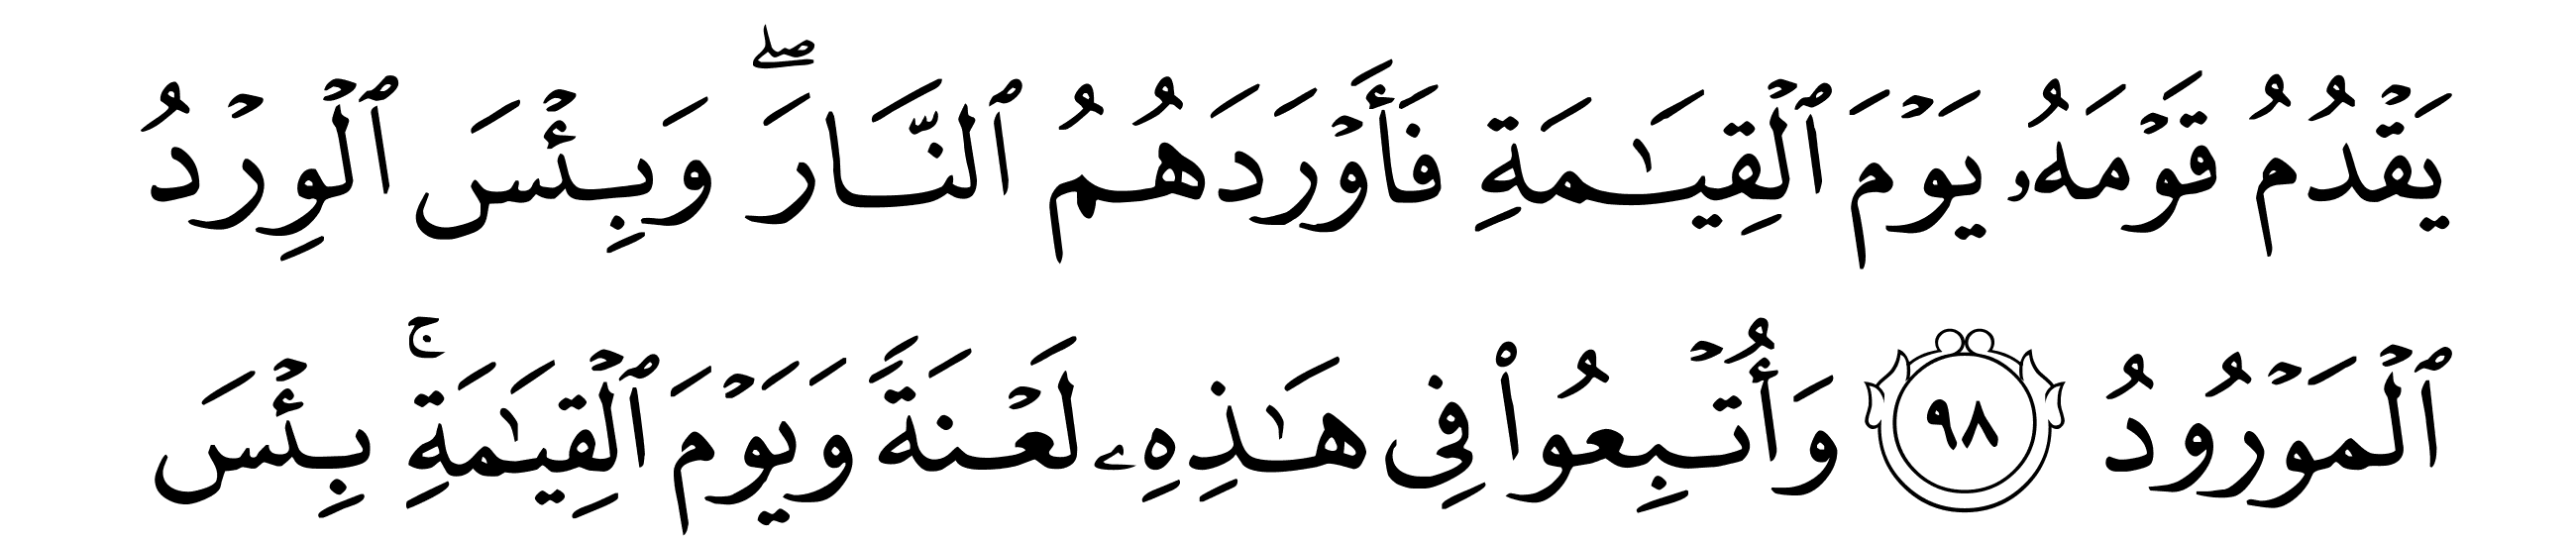 يَقۡدُمُ قَوۡمَهُۥ يَوۡمَ ٱلۡقِيَـٰمَةِ فَأَوۡرَدَهُمُ ٱلنَّارَۖ وَبِئۡسَ ٱلۡوِرۡدُ
ٱلۡمَوۡرُودُ ٩٨ وَأُتۡبِعُوا۟ فِى هَـٰذِهِۦ لَعۡنَةً وَيَوۡمَ ٱلۡقِيَـٰمَةِۚ بِئۡسَ